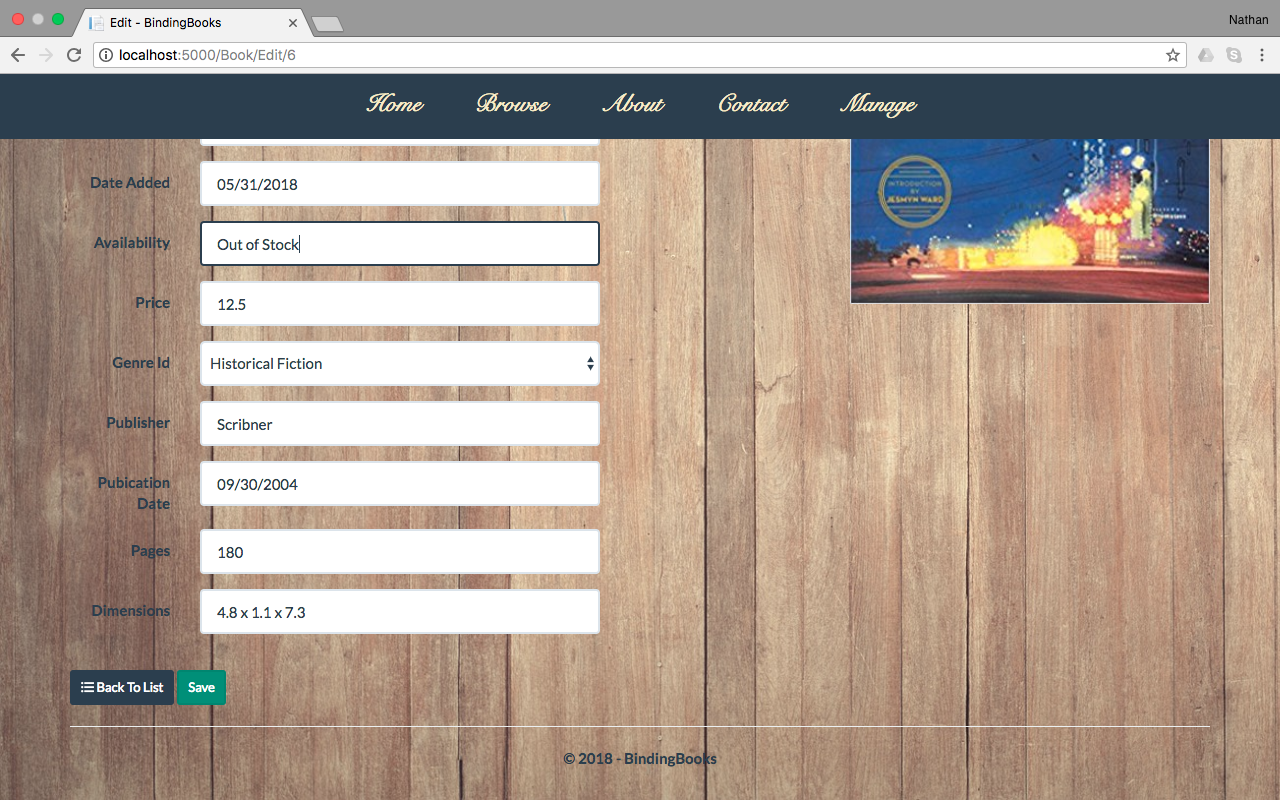 Edit - BindingBooks
Nathan
localhost:5000/Book/Edit/6
Home Browse About Contact Manage
INTRODUCTION
BY
JESMYN WARD
Date Added 05/31/2018
Availability Out of Stock
Price 12.5
Genre Id Historical Fiction
Publisher Scribner
Pubication
Date 09/30/2004
Pages 180
Dimensions 4.8 x 1.1 x 7.3
Back To List Save
© 2018 - BindingBooks